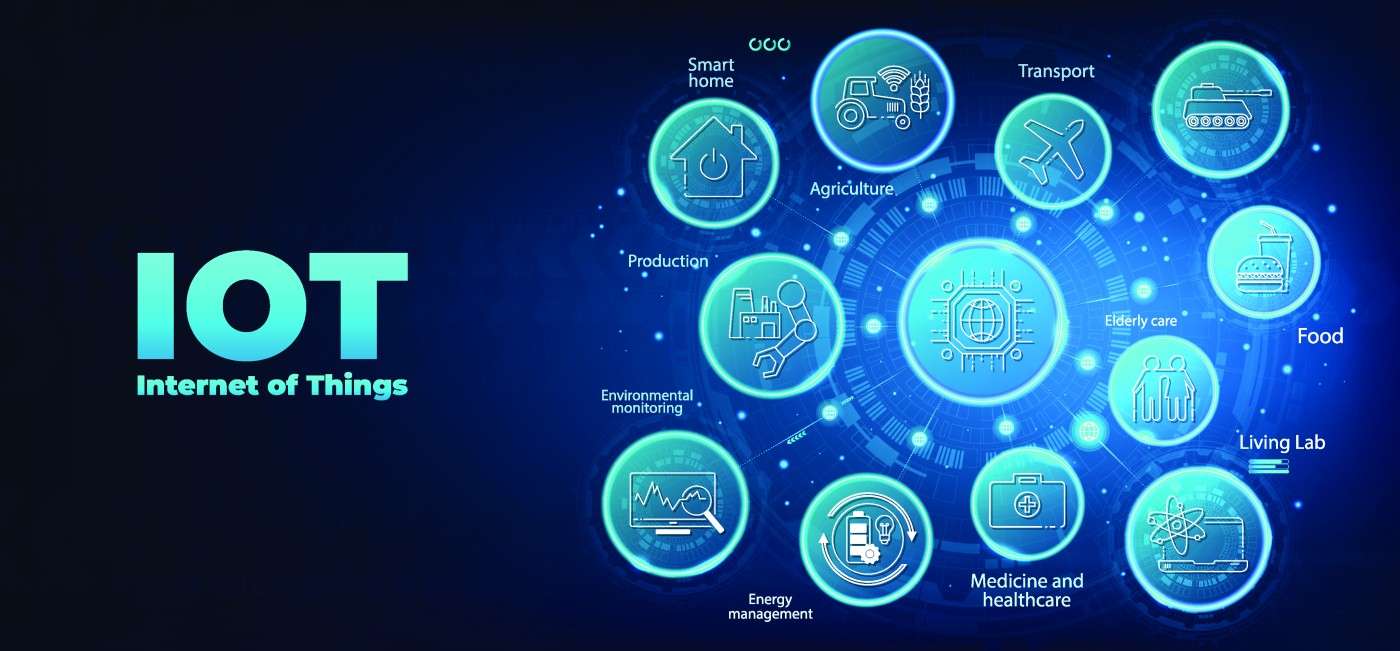 IOT
Internet of Things
Smart
home
Agriculture
Transport
Production
Elderly care
Food
Environmental
monitoring
Living Lab
Energy
management
Medicine and
healthcare